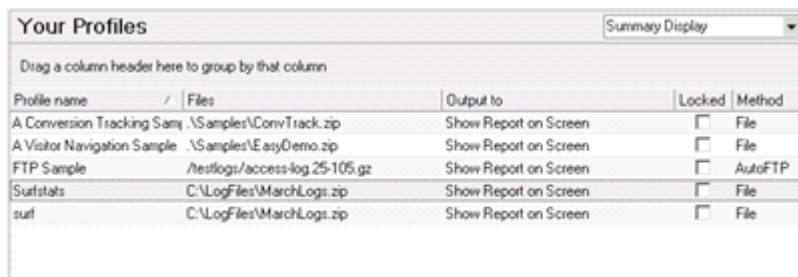 Your Profiles Summary Display
Drag a column header here to group by that column
Profile name / Files Output to Locked Method
A Conversion Tracking Samp .\Samples\ConvTrack.zip Show Report on Screen File
A Visitor Navigation Sample .\Samples\EasyDemo.zip Show Report on Screen File
FTP Sample /testlogs/access-log.25-105.gz Show Report on Screen AutoFTP
Surfstats C:\LogFiles\MarchLogs.zip Show Report on Screen File
surf C:\LogFiles\MarchLogs.zip Show Report on Screen File